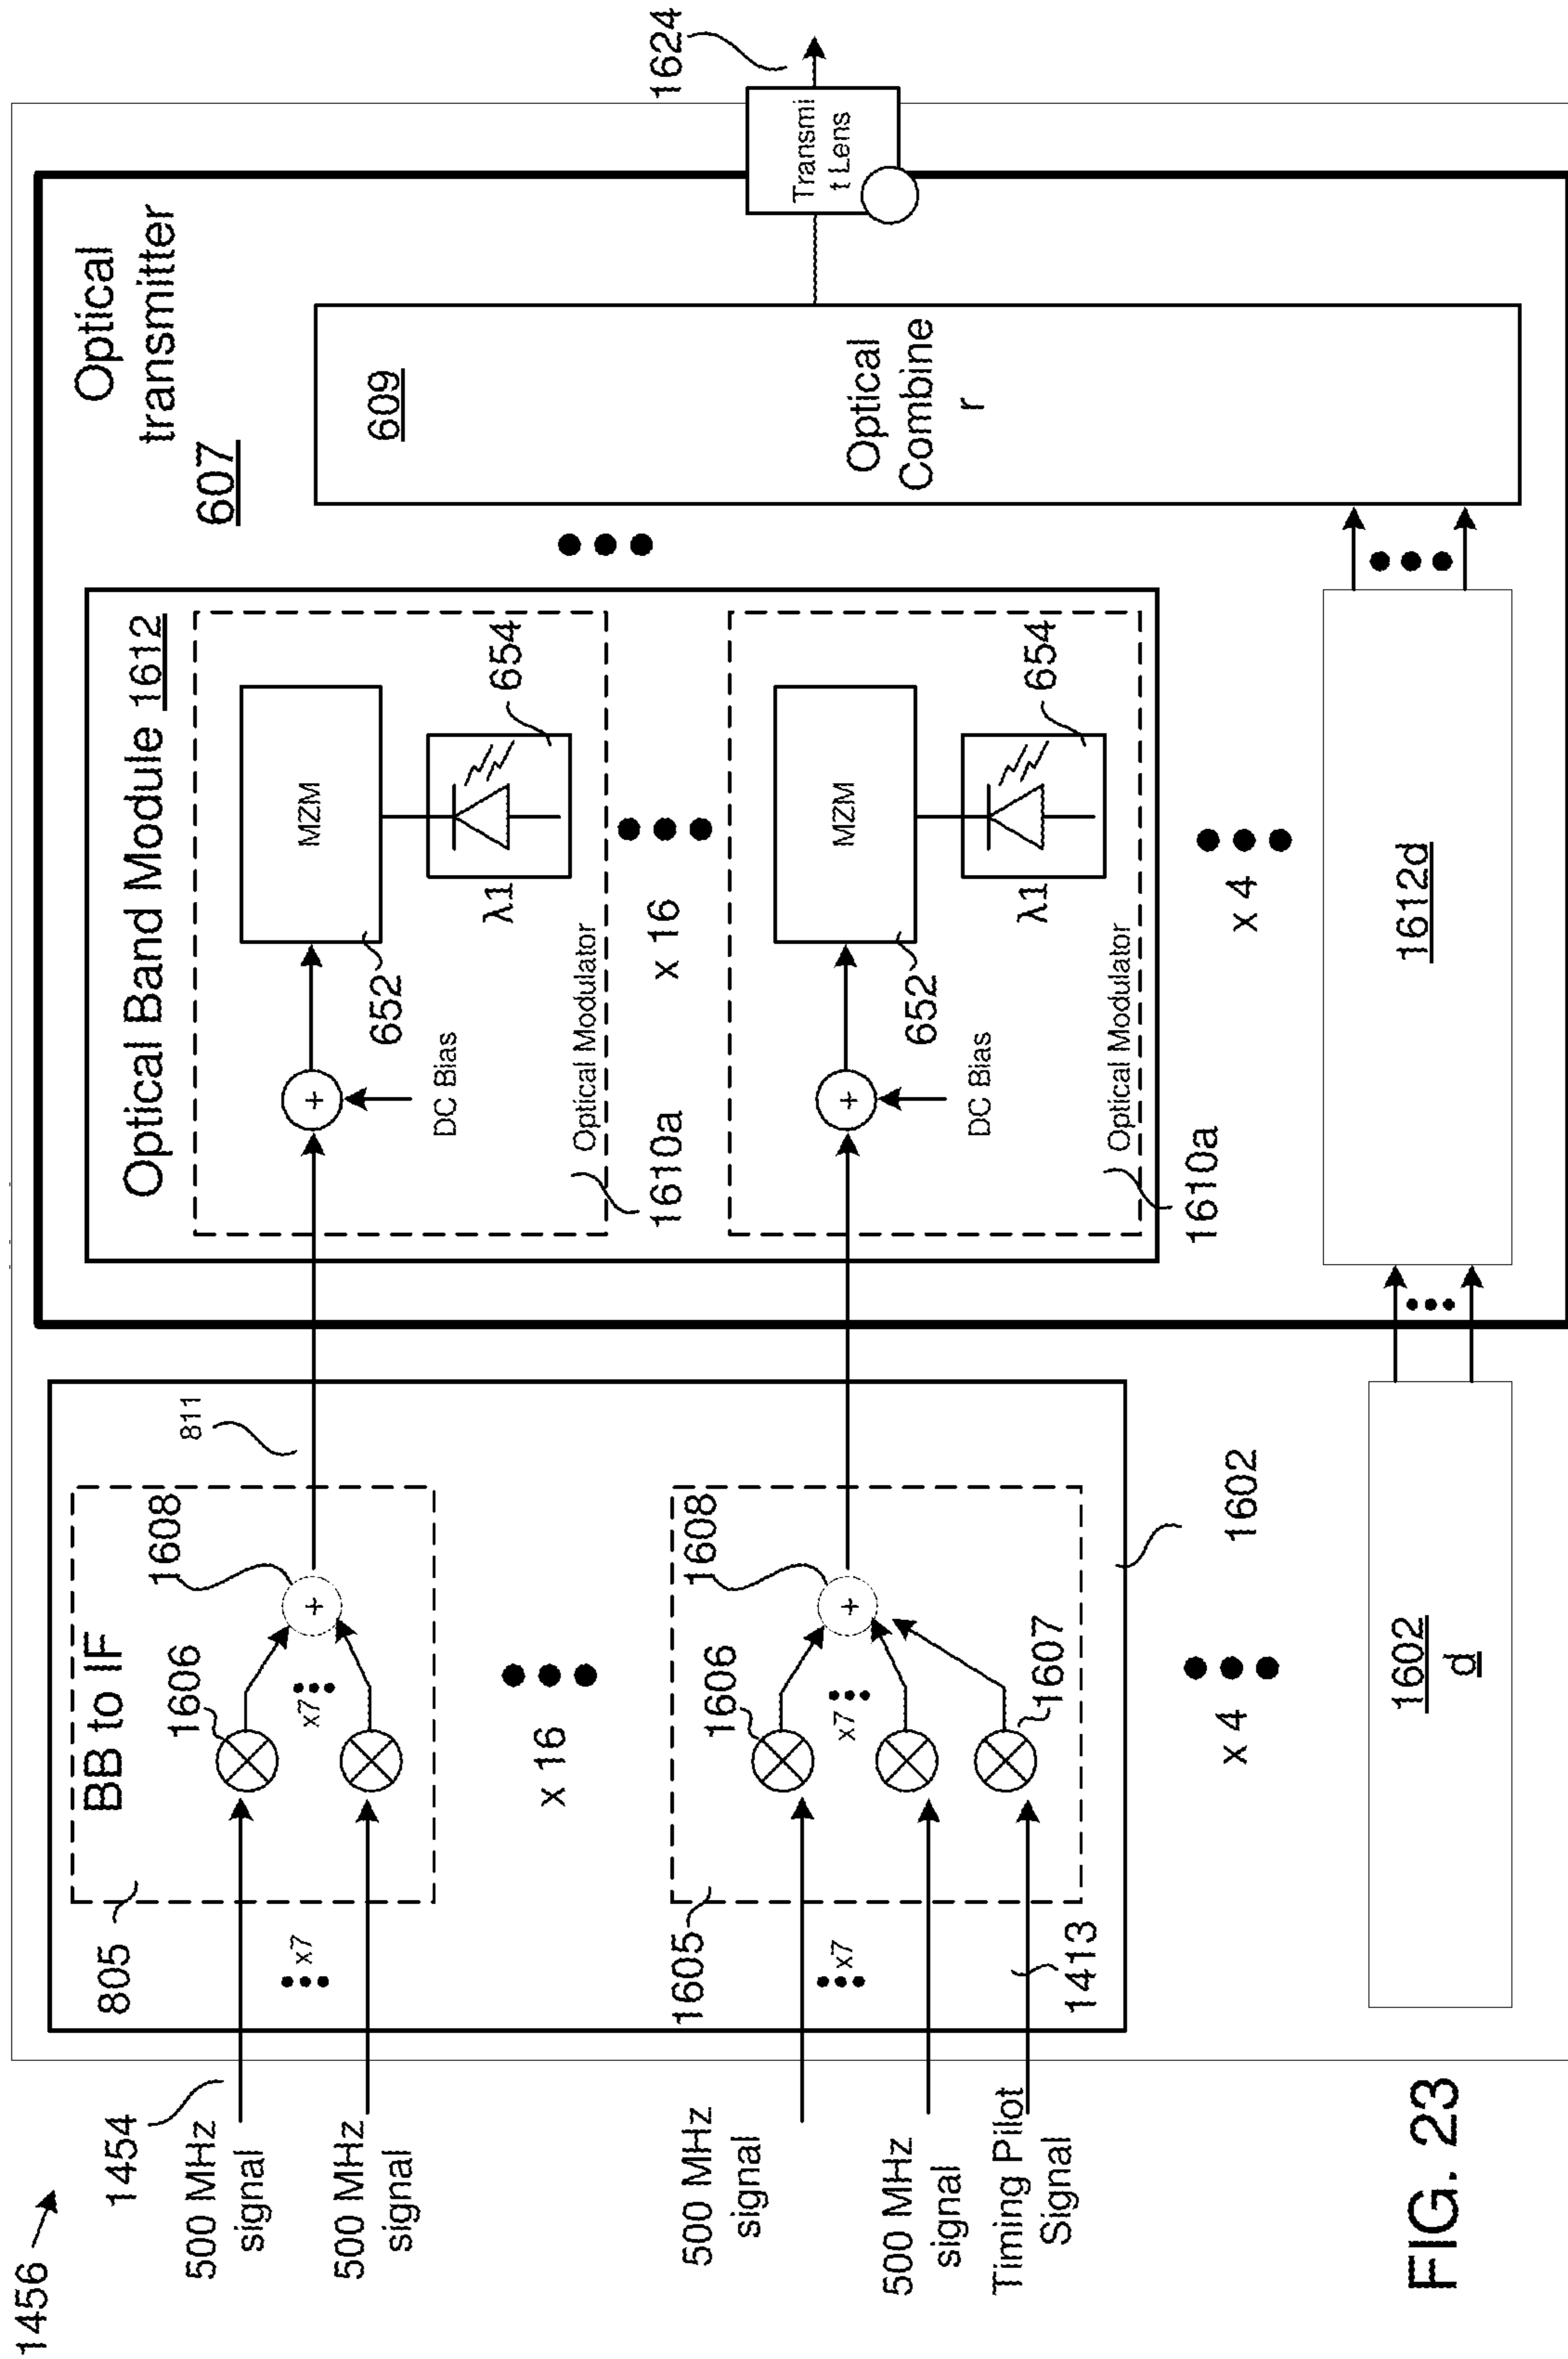 1456
1454
500 MHz
signal
500 MHz
signal
500 MHz
signal
500 MHz
signal
Timing Pilot
Signal
805
BB to IF
1606
1608
x7
x7
811
x 16
1605
1606
1608
x7
x7
1607
1413
1602
x 4
1602
d
Optical
transmitter
607
Optical Band Module 1612
MZM
652
654
λ1
+
+
DC Bias
Optical Modulator
1610a
x 16
MZM
652
654
λ1
+
+
DC Bias
Optical Modulator
1610a
x 4
1612d
609
Optical
Combine
r
Transmi
t Lens
1624
FIG. 23